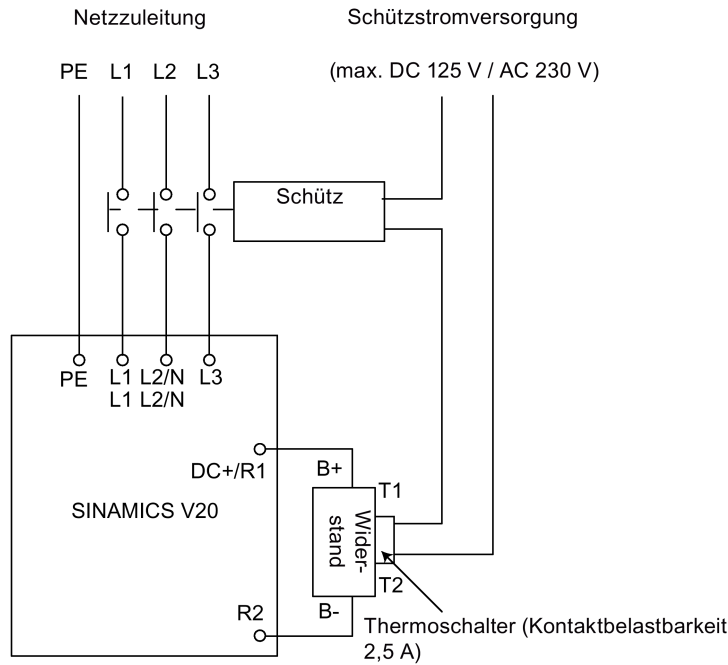 Netzzuleitung
Schützstromversorgung
PE L1 L2 L3
(max. DC 125 V / AC 230 V)
Schütz
PE L1 L2/N L3
L1 L2/N
DC+/R1
B+
T1
SINAMICS V20
Wider-
stand
T2
R2
B-
Thermoschalter (Kontaktbelastbarkeit
2,5 A)